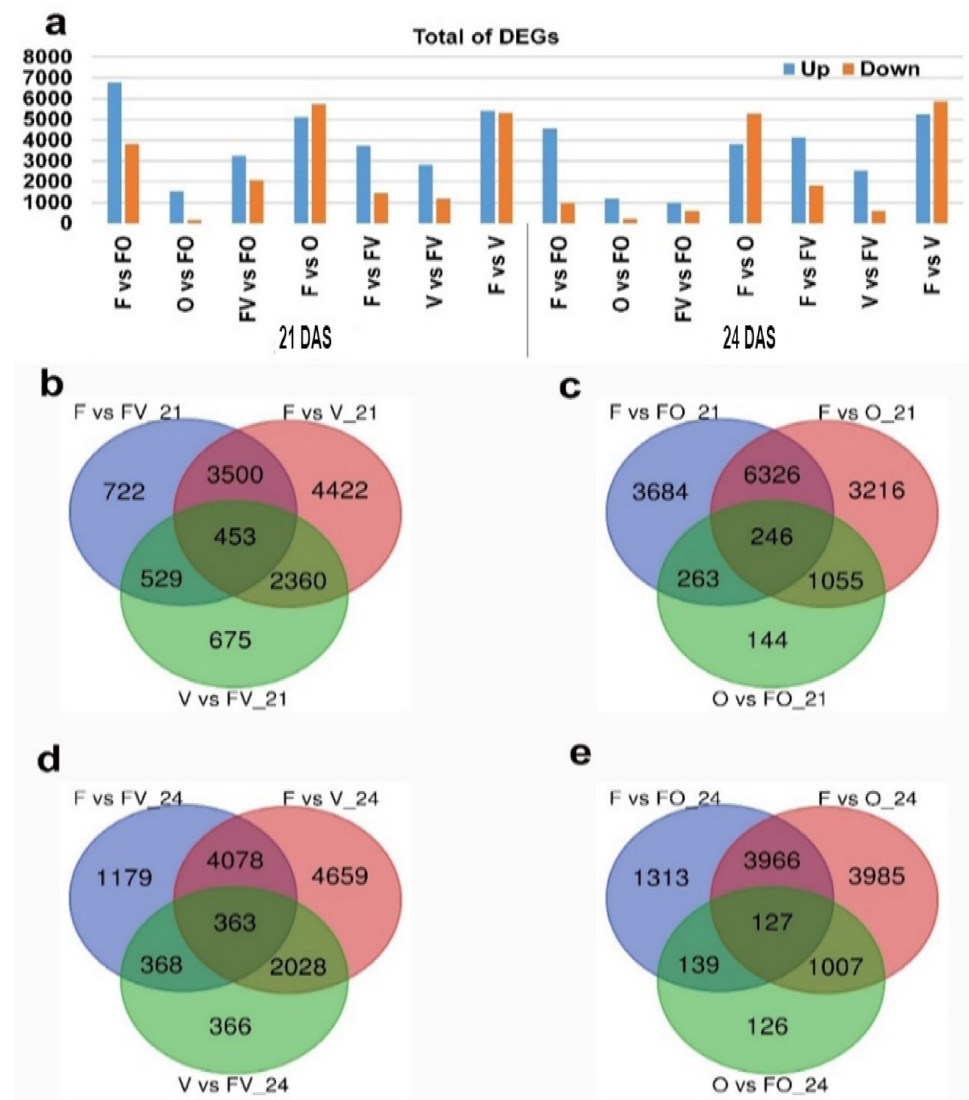 a
Total of DEGs
Up Down
8000
7000
6000
5000
4000
3000
2000
1000
0
F vs FO
O vs FO
FV vs FO
F vs O
F vs FV
V vs FV
F vs V
F vs FO
O vs FO
FV vs FO
F vs O
F vs FV
V vs FV
F vs V
21 DAS
24 DAS
b
F vs FV_21
F vs V_21
3500
722
4422
453
529
2360
675
V vs FV_21
c
F vs FO_21
F vs O_21
6326
3684
3216
246
263
1055
144
O vs FO_21
d
F vs FV_24
F vs V_24
4078
1179
4659
363
368
2028
366
V vs FV_24
e
F vs FO_24
F vs O_24
3966
1313
3985
127
139
1007
126
O vs FO_24